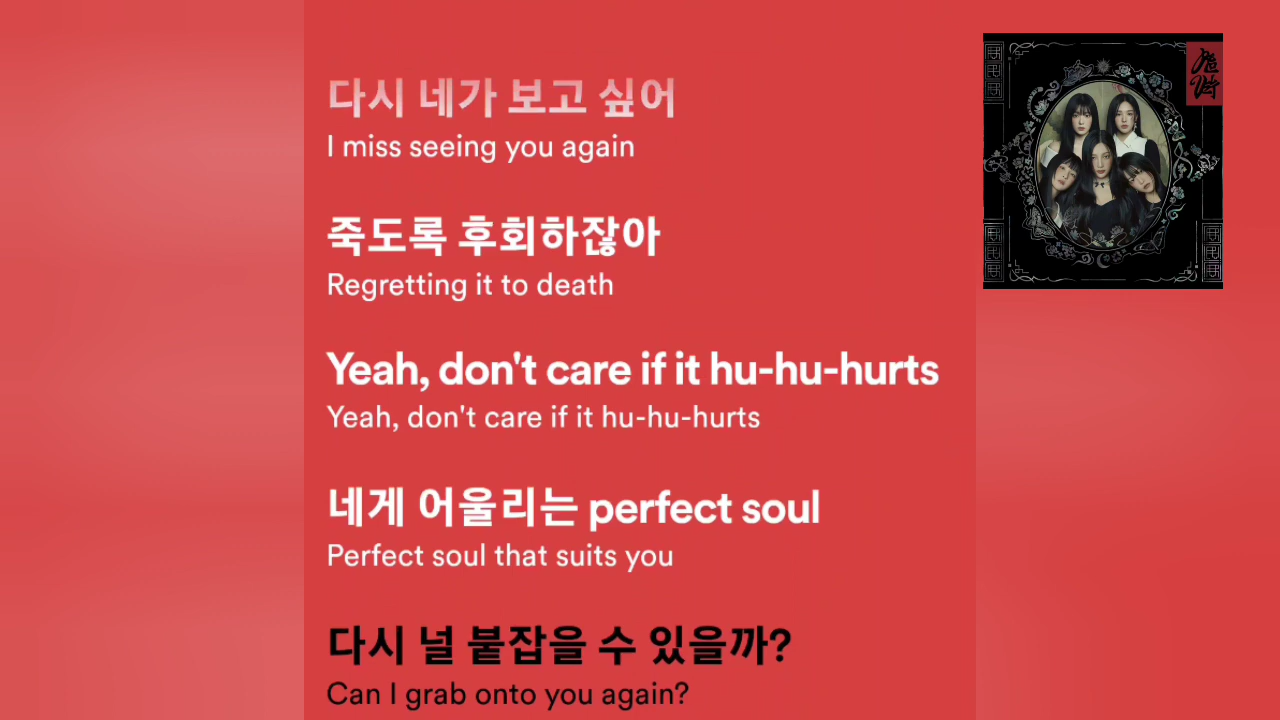 다시 네가 보고 싶어
I miss seeing you again
죽도록 후회하잖아
Regretting it to death
Yeah, don't care if it hu-hu-hurts
Yeah, don't care if it hu-hu-hurts
네게 어울리는 perfect soul
Perfect soul that suits you
다시 널 붙잡을 수 있을까?
Can I grab onto you again?